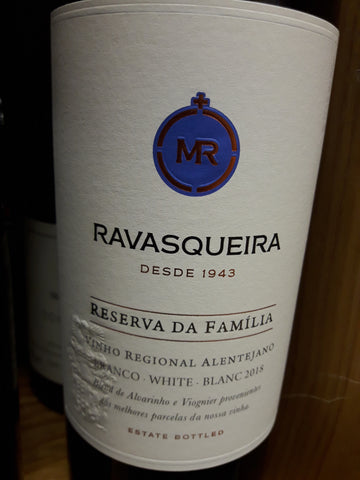 MR
RAVASQUEIRA
DESDE 1943
RESERVA DA FAMÍLIA
VINHO REGIONAL ALENTEJANO
BRANCO · WHITE · BLANC 2018
de Alvarinho e Viognier provenientes
das melhores parcelas da nossa vinha
ESTATE BOTTLED